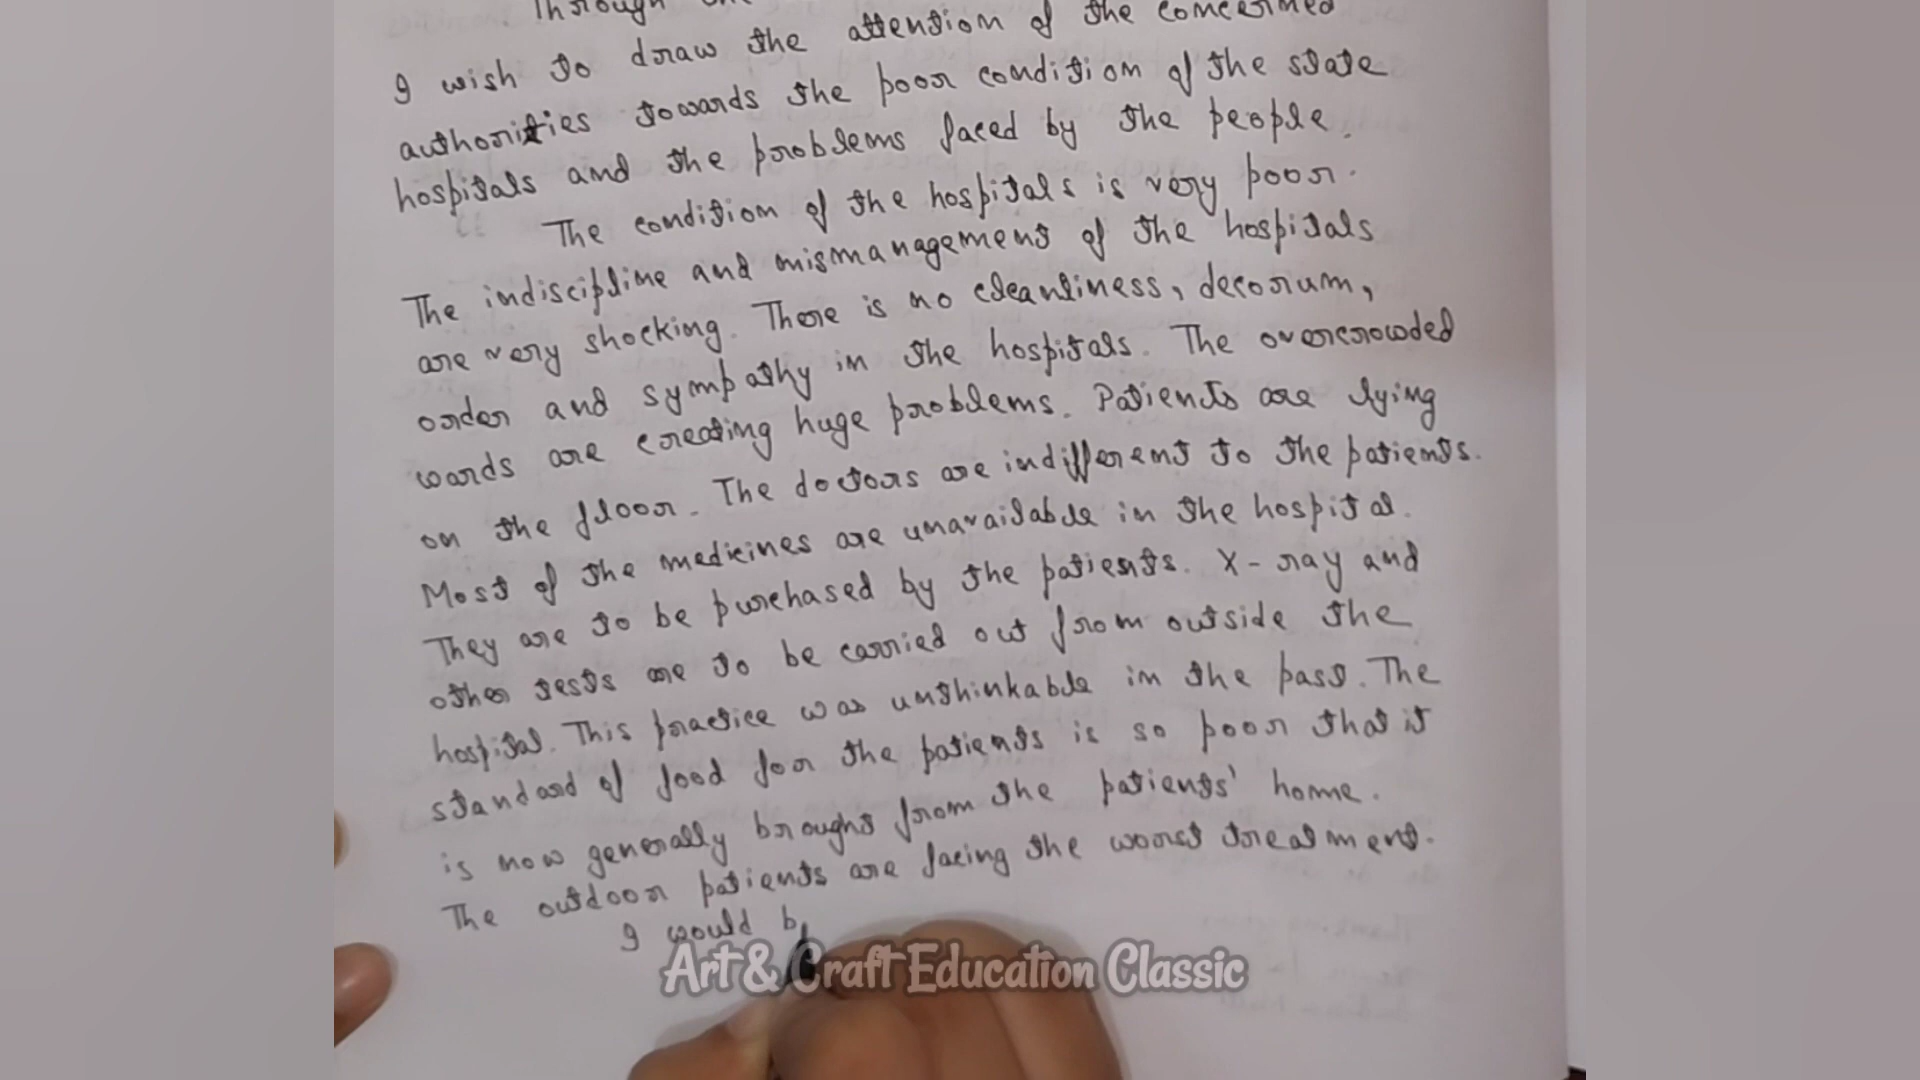 Through
I wish to draw the attention of the concerned
authorities towards the poor condition of the state
hospitals and the problems faced by the people.
The condition of the hospitals is very poor.
The indiscipline and mismanagement of the hospitals
are very shocking. There is no cleanliness, decorum,
order and sympathy in the hospitals. The overcrowded
wards are creating huge problems. Patients are lying
on the floor. The doctors are indifferent to the patients.
Most of the medicines are unavailable in the hospital.
They are to be purchased by the patients. X-ray and
other tests are to be carried out from outside the
hospital. This practice was unthinkable in the past. The
standard of food for the patients is so poor that it
is now generally brought from the patients' home.
The outdoor patients are facing the worst treatment.
I would b
Art & Craft Education Classic